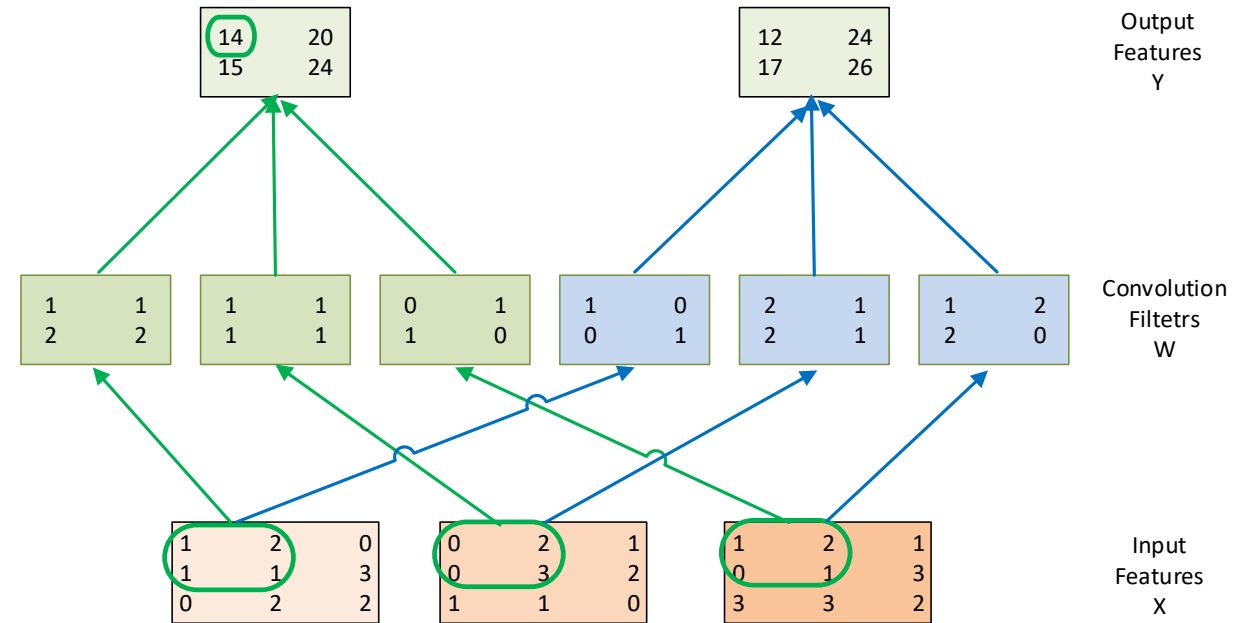 14 20
15 24
12 24
17 26
Output
Features
Y
1 1
2 2
1 1
1 1
0 1
1 0
1 0
0 1
2 1
2 1
1 2
2 0
Convolution
Filtetrs
W
1 2 0
1 1 3
0 2 2
0 2 1
0 3 2
1 1 0
1 2 1
0 1 3
3 3 2
Input
Features
X